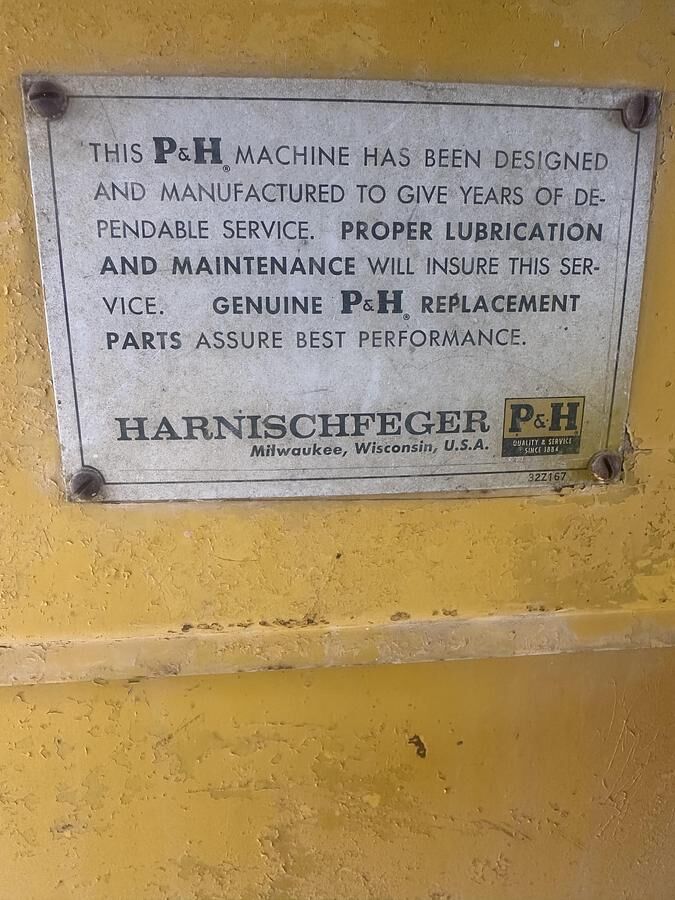 THIS P&H® MACHINE HAS BEEN DESIGNED
AND MANUFACTURED TO GIVE YEARS OF DE-
PENDABLE SERVICE. PROPER LUBRICATION
AND MAINTENANCE WILL INSURE THIS SER-
VICE. GENUINE P&H® REPLACEMENT
PARTS ASSURE BEST PERFORMANCE.
HARNISCHFEGER
Milwaukee, Wisconsin, U.S.A.
P&H
QUALITY & SERVICE
SINCE 1884
32Z167